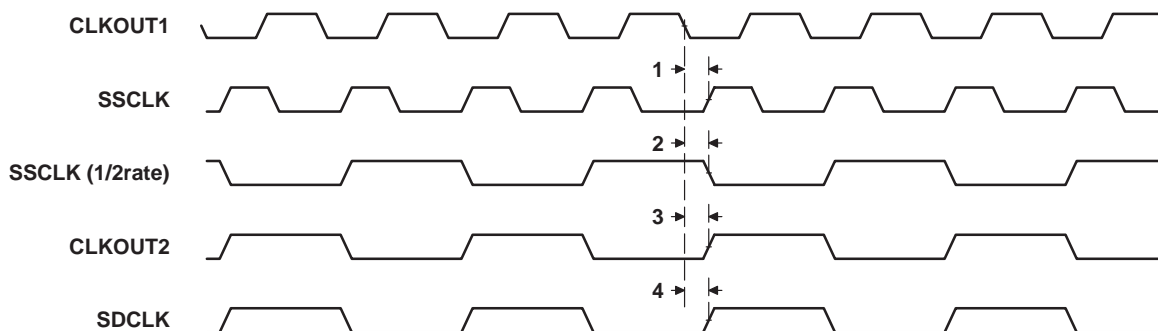 CLKOUT1
1
SSCLK
2
SSCLK (1/2rate)
3
CLKOUT2
4
SDCLK